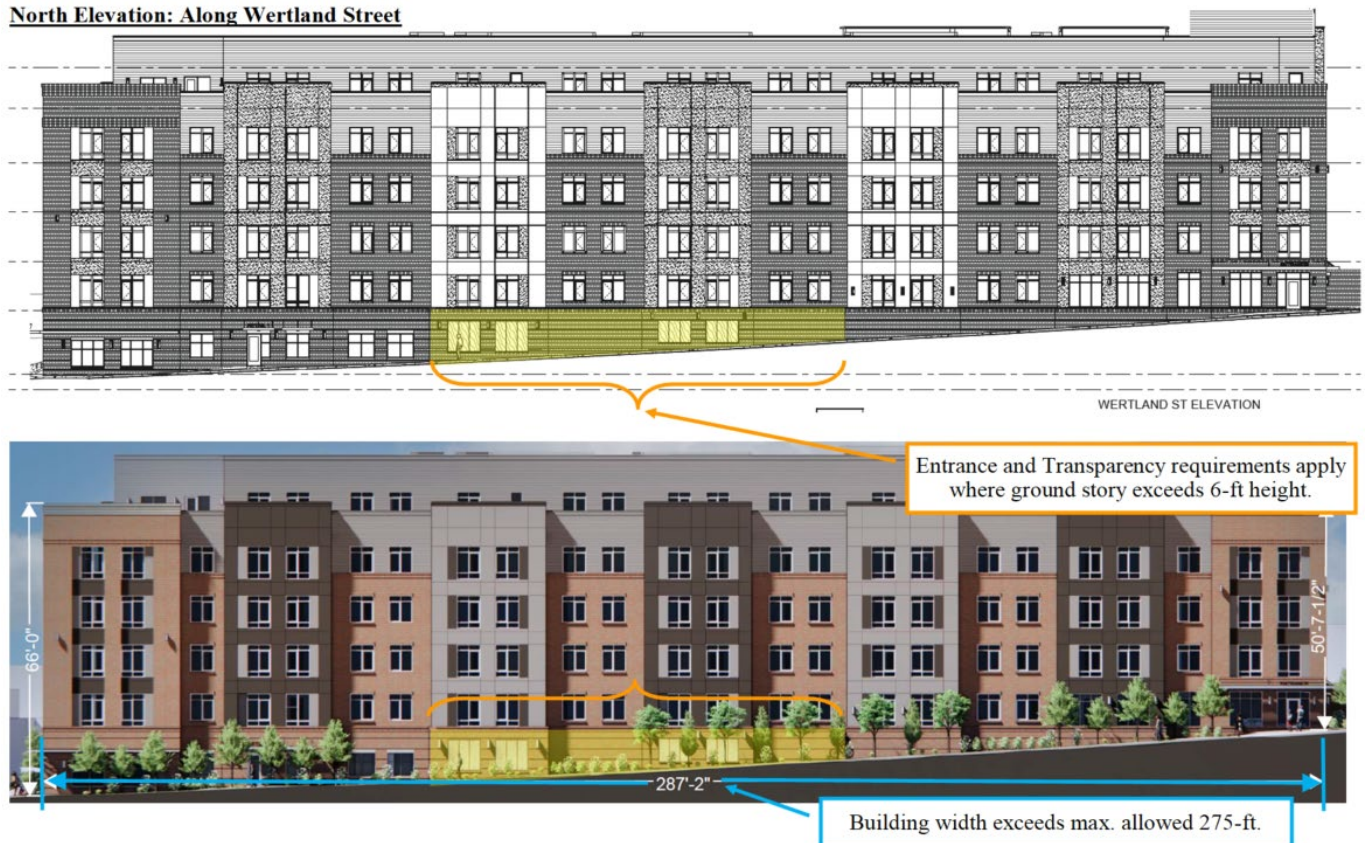 North Elevation: Along Wertland Street
WERTLAND ST ELEVATION
Entrance and Transparency requirements apply
where ground story exceeds 6-ft height.
66'-0"
50'-7-1/2"
287'-2"
Building width exceeds max. allowed 275-ft.